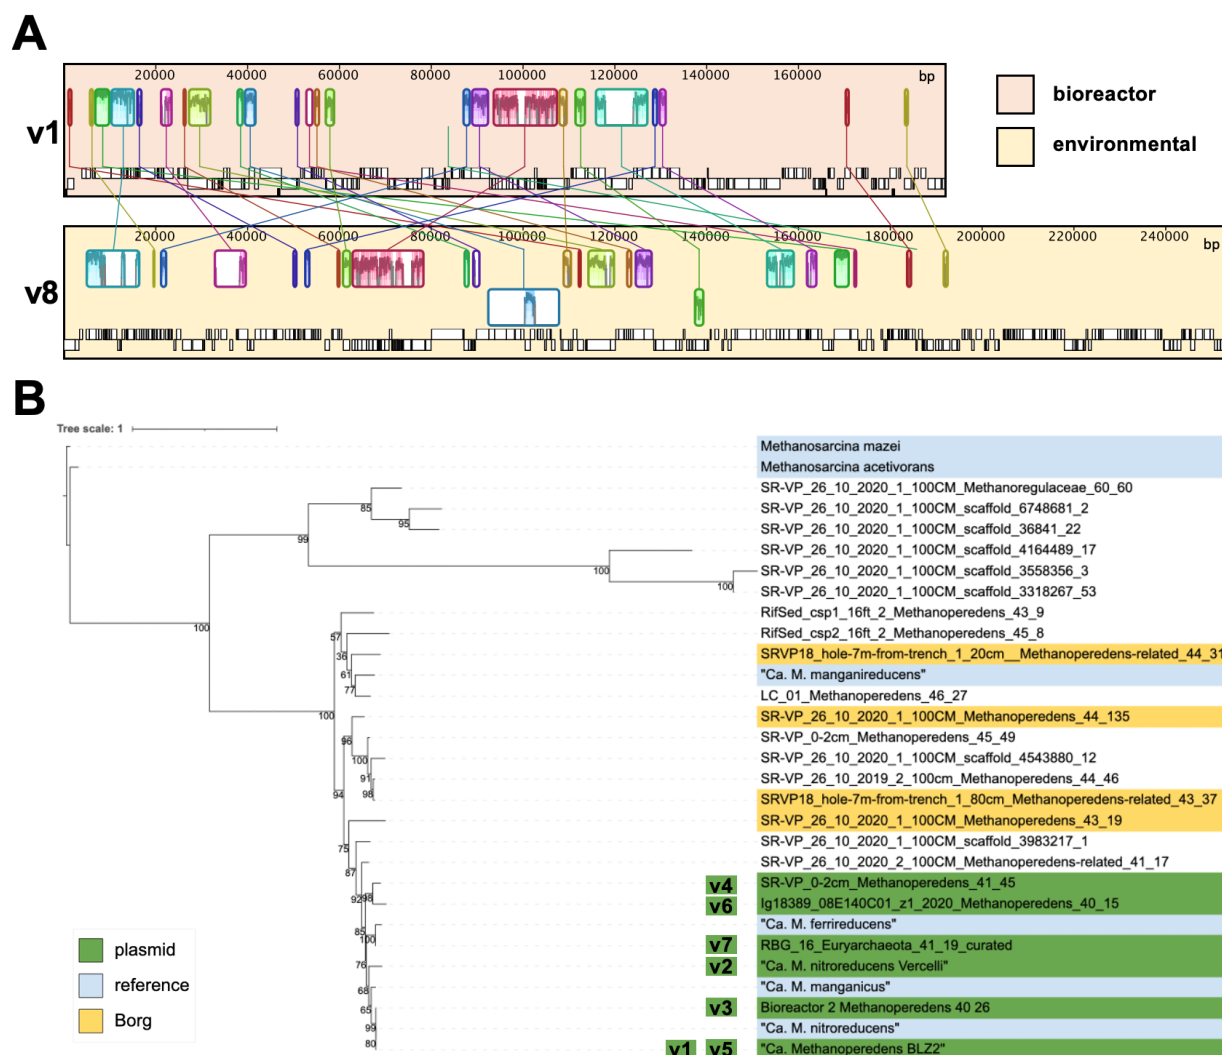 A
20000 40000 60000 80000 100000 120000 140000 160000 bp
v1
bioreactor
environmental
20000 40000 60000 80000 100000 120000 140000 160000 180000 200000 220000 240000 bp
v8
B
Tree scale: 1
Methanosarcina mazei
Methanosarcina acetivorans
SR-VP_26_10_2020_1_100CM_Methanoregulaceae_60_60
85
SR-VP_26_10_2020_1_100CM_scaffold_6748681_2
95
SR-VP_26_10_2020_1_100CM_scaffold_36841_22
99
SR-VP_26_10_2020_1_100CM_scaffold_4164489_17
100
SR-VP_26_10_2020_1_100CM_scaffold_3558356_3
100
SR-VP_26_10_2020_1_100CM_scaffold_3318267_53
RifSed_csp1_16ft_2_Methanoperedens_43_9
100
57
RifSed_csp2_16ft_2_Methanoperedens_45_8
36
SRVP18_hole-7m-from-trench_1_20cm__Methanoperedens-related_44_31
61
"Ca. M. manganireducens"
77
LC_01_Methanoperedens_46_27
100
SR-VP_26_10_2020_1_100CM_Methanoperedens_44_135
96
SR-VP_0-2cm_Methanoperedens_45_49
100
SR-VP_26_10_2020_1_100CM_scaffold_4543880_12
91
SR-VP_26_10_2019_2_100cm_Methanoperedens_44_46
94
98
SRVP18_hole-7m-from-trench_1_80cm_Methanoperedens-related_43_37
SR-VP_26_10_2020_1_100CM_Methanoperedens_43_19
75
SR-VP_26_10_2020_1_100CM_scaffold_3983217_1
87
SR-VP_26_10_2020_2_100CM_Methanoperedens-related_41_17
v4 SR-VP_0-2cm_Methanoperedens_41_45
92
v6 Ig18389_08E140C01_z1_2020_Methanoperedens_40_15
"Ca. M. ferrireducens"
85
100
v7 RBG_16_Euryarchaeota_41_19_curated
76
v2 "Ca. M. nitroreducens Vercelli"
68
"Ca. M. manganicus"
65
v3 Bioreactor 2 Methanoperedens 40 26
99
"Ca. M. nitroreducens"
80
v1 v5 "Ca. Methanoperedens BLZ2"
plasmid
reference
Borg